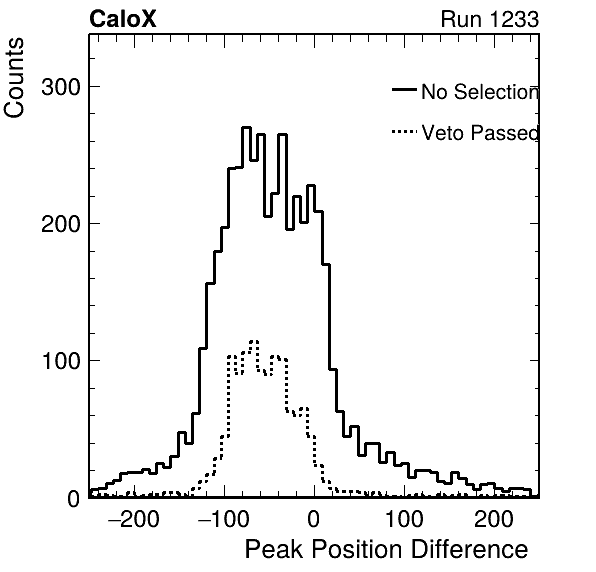 CaloX Run 1233
Counts
300
No Selection
Veto Passed
200
100
0
−200 −100 0 100 200
Peak Position Difference